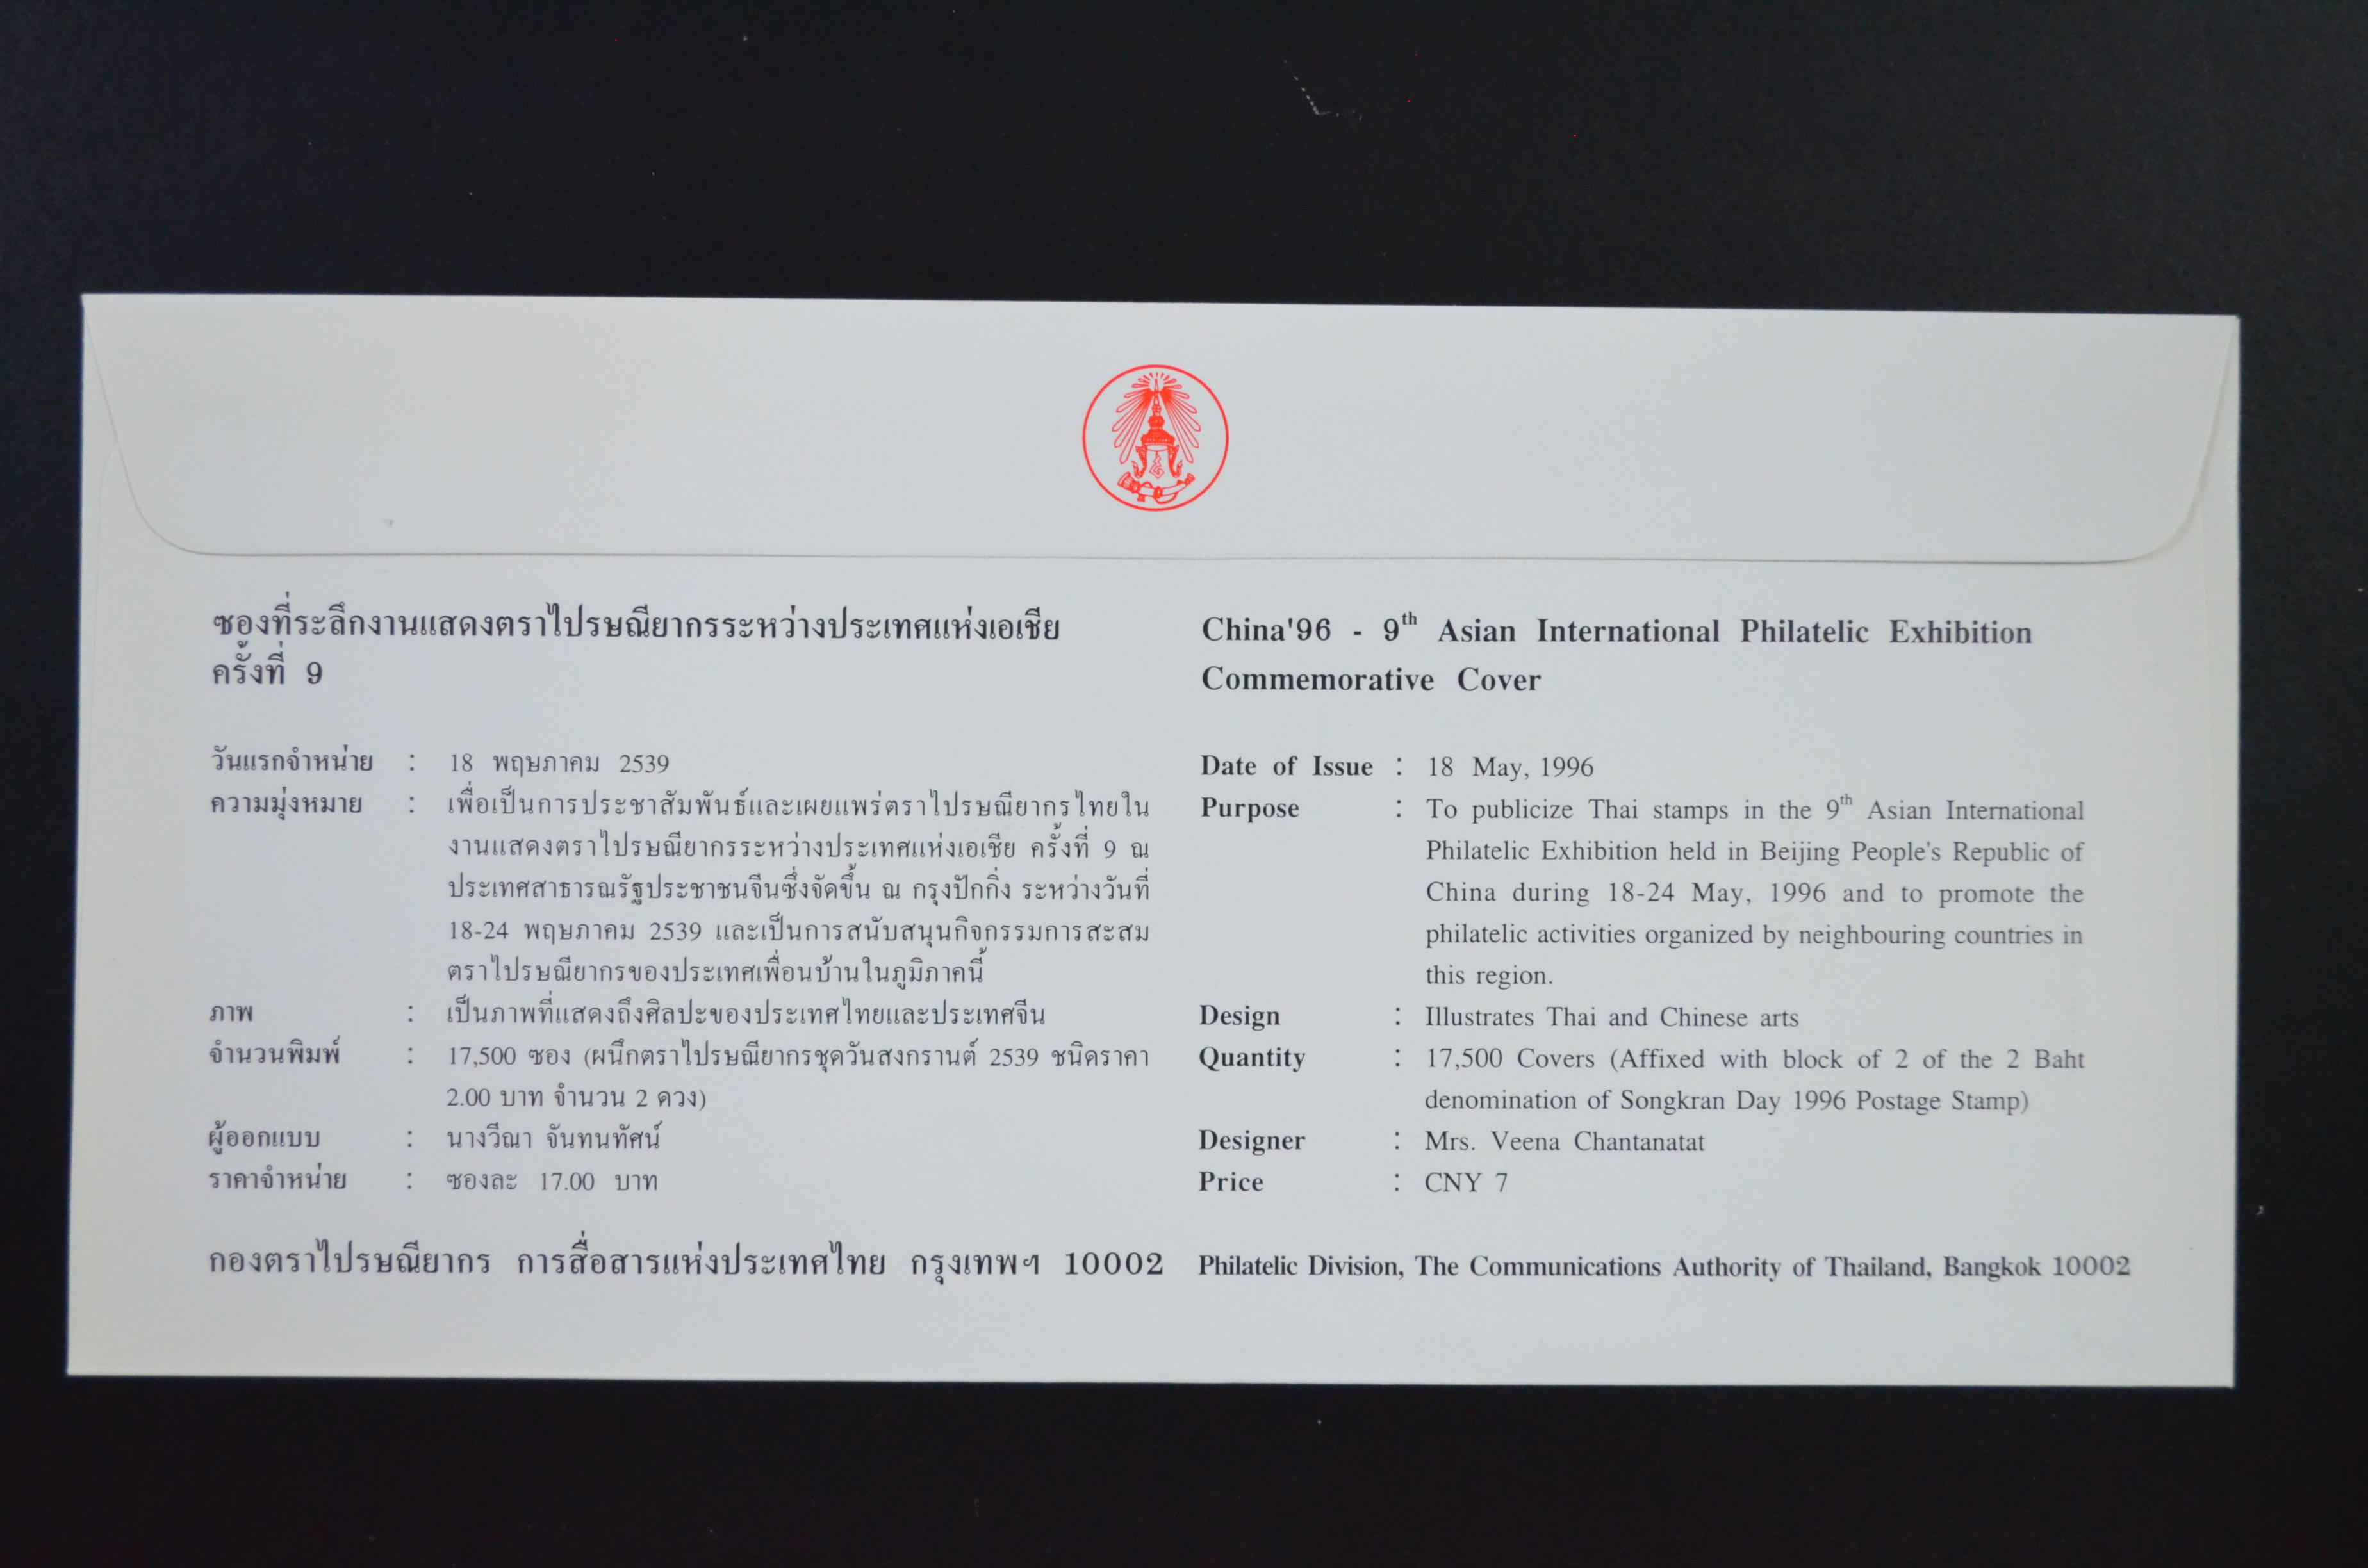 ซองที่ระลึกงานแสดงตราไปรษณียากรระหว่างประเทศแห่งเอเชีย
ครั้งที่ 9
วันแรกจำหน่าย : 18 พฤษภาคม 2539
ความมุ่งหมาย : เพื่อเป็นการประชาสัมพันธ์และเผยแพร่ตราไปรษณียากรไทยใน
งานแสดงตราไปรษณียากรระหว่างประเทศแห่งเอเชีย ครั้งที่ 9 ณ
ประเทศสาธารณรัฐประชาชนจีนซึ่งจัดขึ้น ณ กรุงปักกิ่ง ระหว่างวันที่
18-24 พฤษภาคม 2539 และเป็นการสนับสนุนกิจกรรมการสะสม
ตราไปรษณียากรของประเทศเพื่อนบ้านในภูมิภาคนี้
ภาพ : เป็นภาพที่แสดงถึงศิลปะของประเทศไทยและประเทศจีน
จำนวนพิมพ์ : 17,500 ซอง (ผนึกตราไปรษณียากรชุดวันสงกรานต์ 2539 ชนิดราคา
2.00 บาท จำนวน 2 ดวง)
ผู้ออกแบบ : นางวีณา จันทนทัศน์
ราคาจำหน่าย : ซองละ 17.00 บาท
กองตราไปรษณียากร การสื่อสารแห่งประเทศไทย กรุงเทพฯ 10002
China'96 - 9th Asian International Philatelic Exhibition
Commemorative Cover
Date of Issue : 18 May, 1996
Purpose : To publicize Thai stamps in the 9th Asian International
Philatelic Exhibition held in Beijing People's Republic of
China during 18-24 May, 1996 and to promote the
philatelic activities organized by neighbouring countries in
this region.
Design : Illustrates Thai and Chinese arts
Quantity : 17,500 Covers (Affixed with block of 2 of the 2 Baht
denomination of Songkran Day 1996 Postage Stamp)
Designer : Mrs. Veena Chantanatat
Price : CNY 7
Philatelic Division, The Communications Authority of Thailand, Bangkok 10002